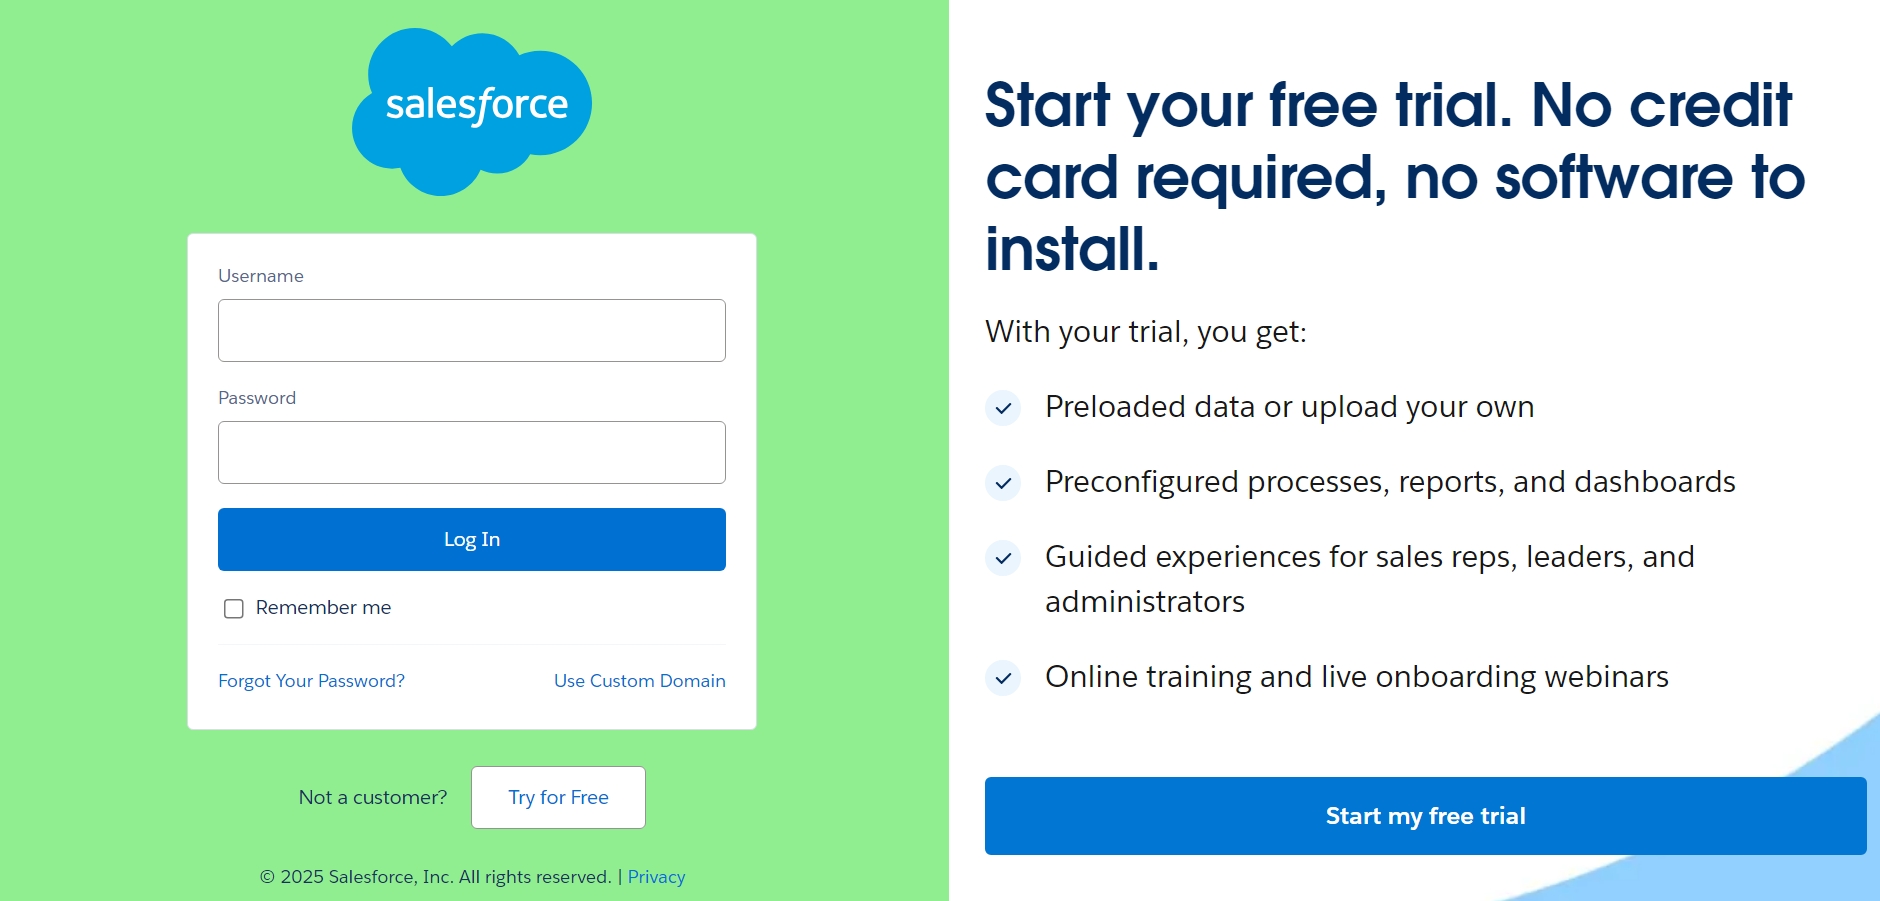 salesforce
Username
Password
Log In
Remember me
Forgot Your Password?
Use Custom Domain
Not a customer?
Try for Free
© 2025 Salesforce, Inc. All rights reserved. | Privacy
Start your free trial. No credit
card required, no software to
install.
With your trial, you get:
Preloaded data or upload your own
Preconfigured processes, reports, and dashboards
Guided experiences for sales reps, leaders, and
administrators
Online training and live onboarding webinars
Start my free trial